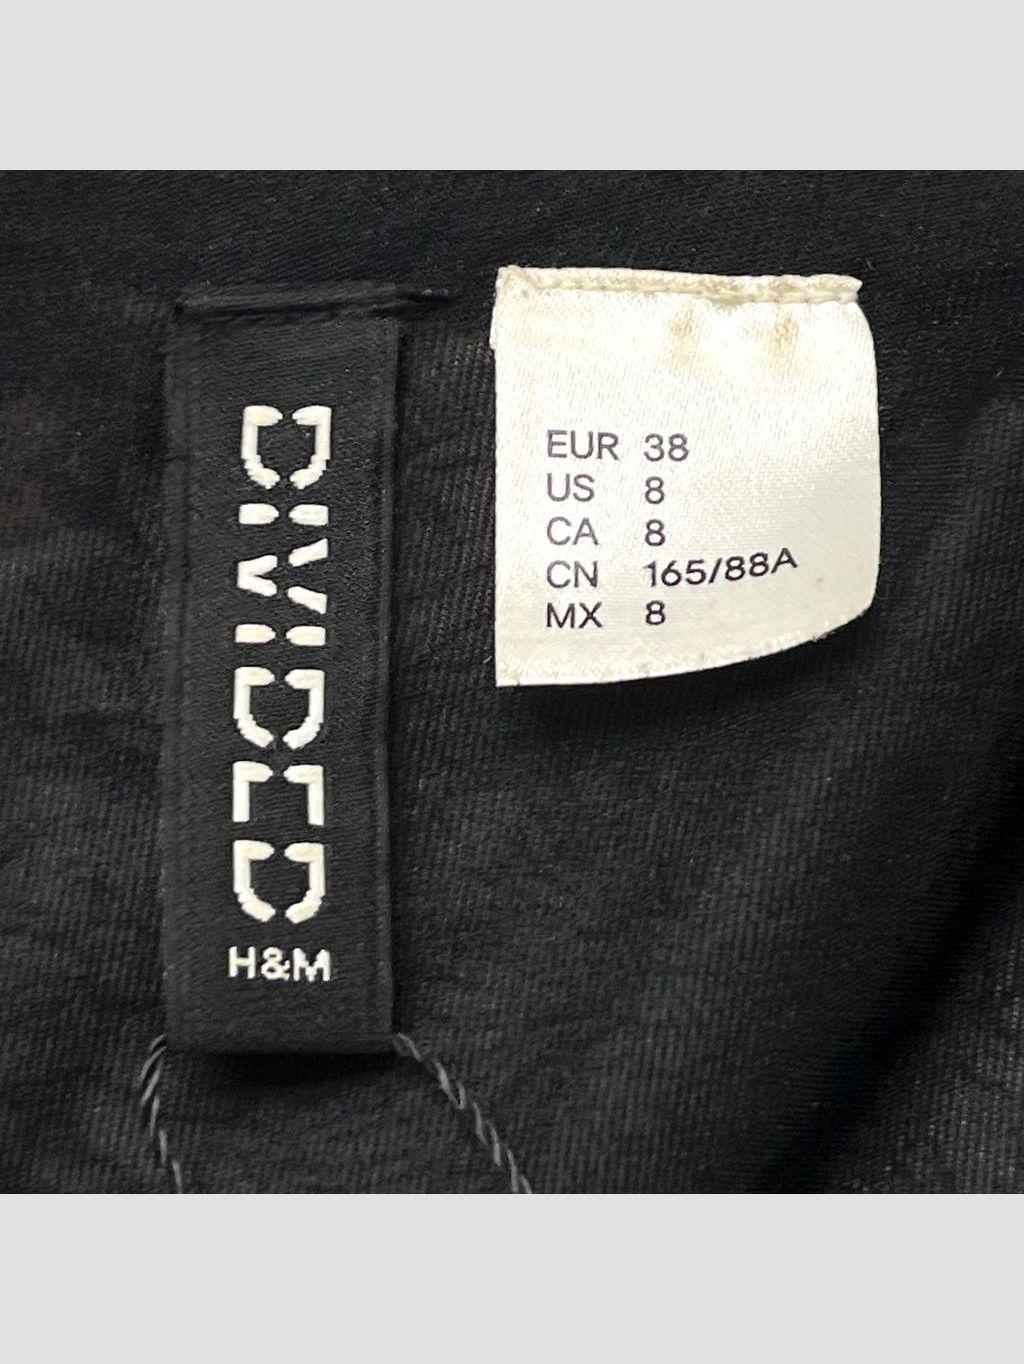 DIVIDED
H&M
EUR 38
US 8
CA 8
CN 165/88A
MX 8